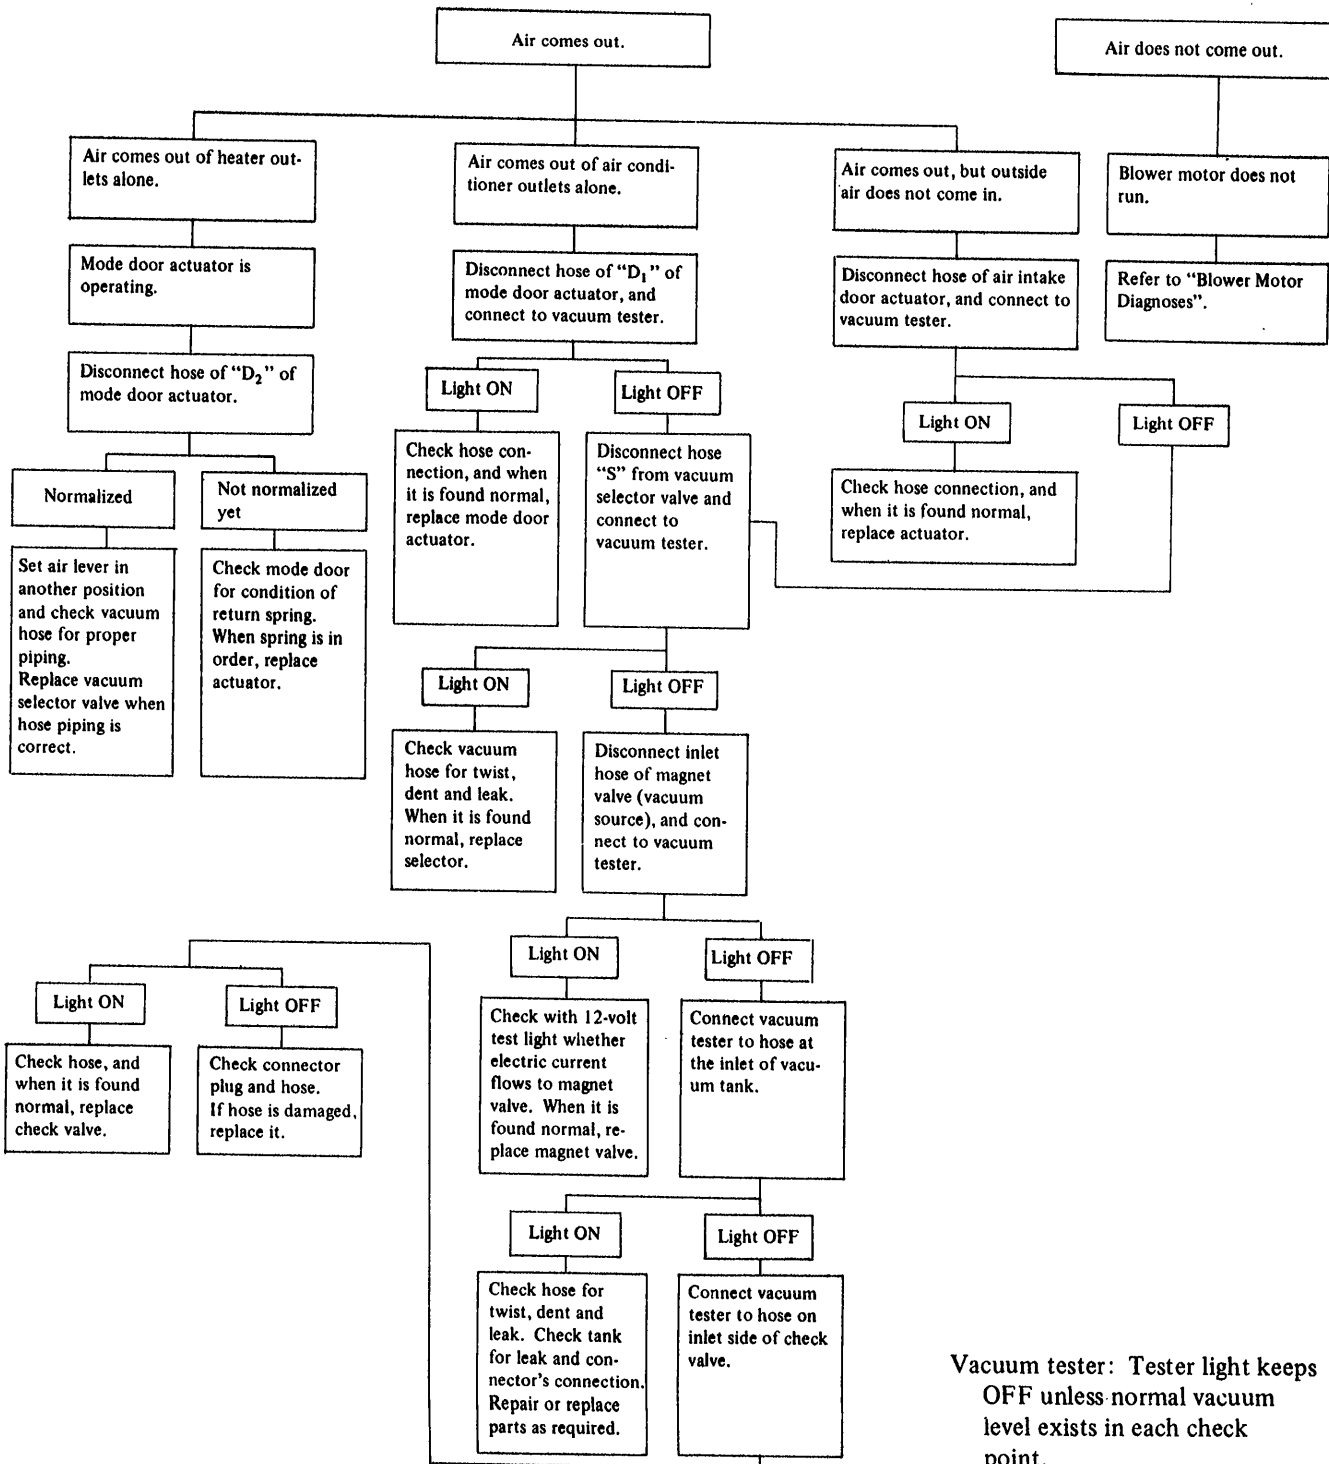 Air comes out.
Air does not come out.
Air comes out of heater out-
lets alone.
Air comes out of air condi-
tioner outlets alone.
Air comes out, but outside
air does not come in.
Blower motor does not
run.
Mode door actuator is
operating.
Disconnect hose of "D1" of
mode door actuator, and
connect to vacuum tester.
Disconnect hose of air intake
door actuator, and connect to
vacuum tester.
Refer to "Blower Motor
Diagnoses".
Disconnect hose of "D2" of
mode door actuator.
Light ON
Light OFF
Light ON
Light OFF
Normalized
Not normalized
yet
Check hose con-
nection, and when
it is found normal,
replace mode door
actuator.
Disconnect hose
"S" from vacuum
selector valve and
connect to
vacuum tester.
Check hose connection, and
when it is found normal,
replace actuator.
Set air lever in
another position
and check vacuum
hose for proper
piping.
Replace vacuum
selector valve when
hose piping is
correct.
Check mode door
for condition of
return spring.
When spring is in
order, replace
actuator.
Light ON
Light OFF
Check vacuum
hose for twist,
dent and leak.
When it is found
normal, replace
selector.
Disconnect inlet
hose of magnet
valve (vacuum
source), and con-
nect to vacuum
tester.
Light ON
Light OFF
Light ON
Light OFF
Check hose, and
when it is found
normal, replace
check valve.
Check connector
plug and hose.
If hose is damaged,
replace it.
Check with 12-volt
test light whether
electric current
flows to magnet
valve. When it is
found normal, re-
place magnet valve.
Connect vacuum
tester to hose at
the inlet of vacu-
um tank.
Light ON
Light OFF
Check hose for
twist, dent and
leak. Check tank
for leak and con-
nector's connection.
Repair or replace
parts as required.
Connect vacuum
tester to hose on
inlet side of check
valve.
Vacuum tester: Tester light keeps
OFF unless normal vacuum
level exists in each check
point.